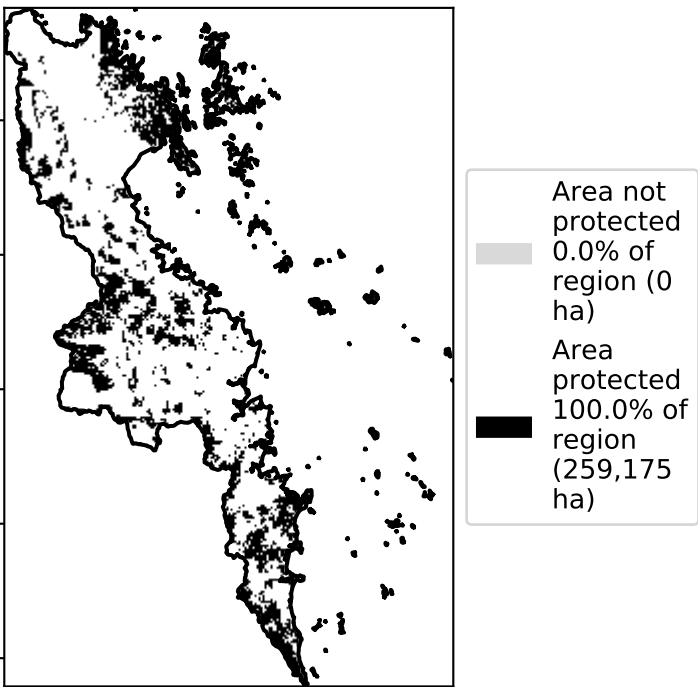 Area not
protected
0.0% of
region (0
ha)
Area
protected
100.0% of
region
(259,175
ha)